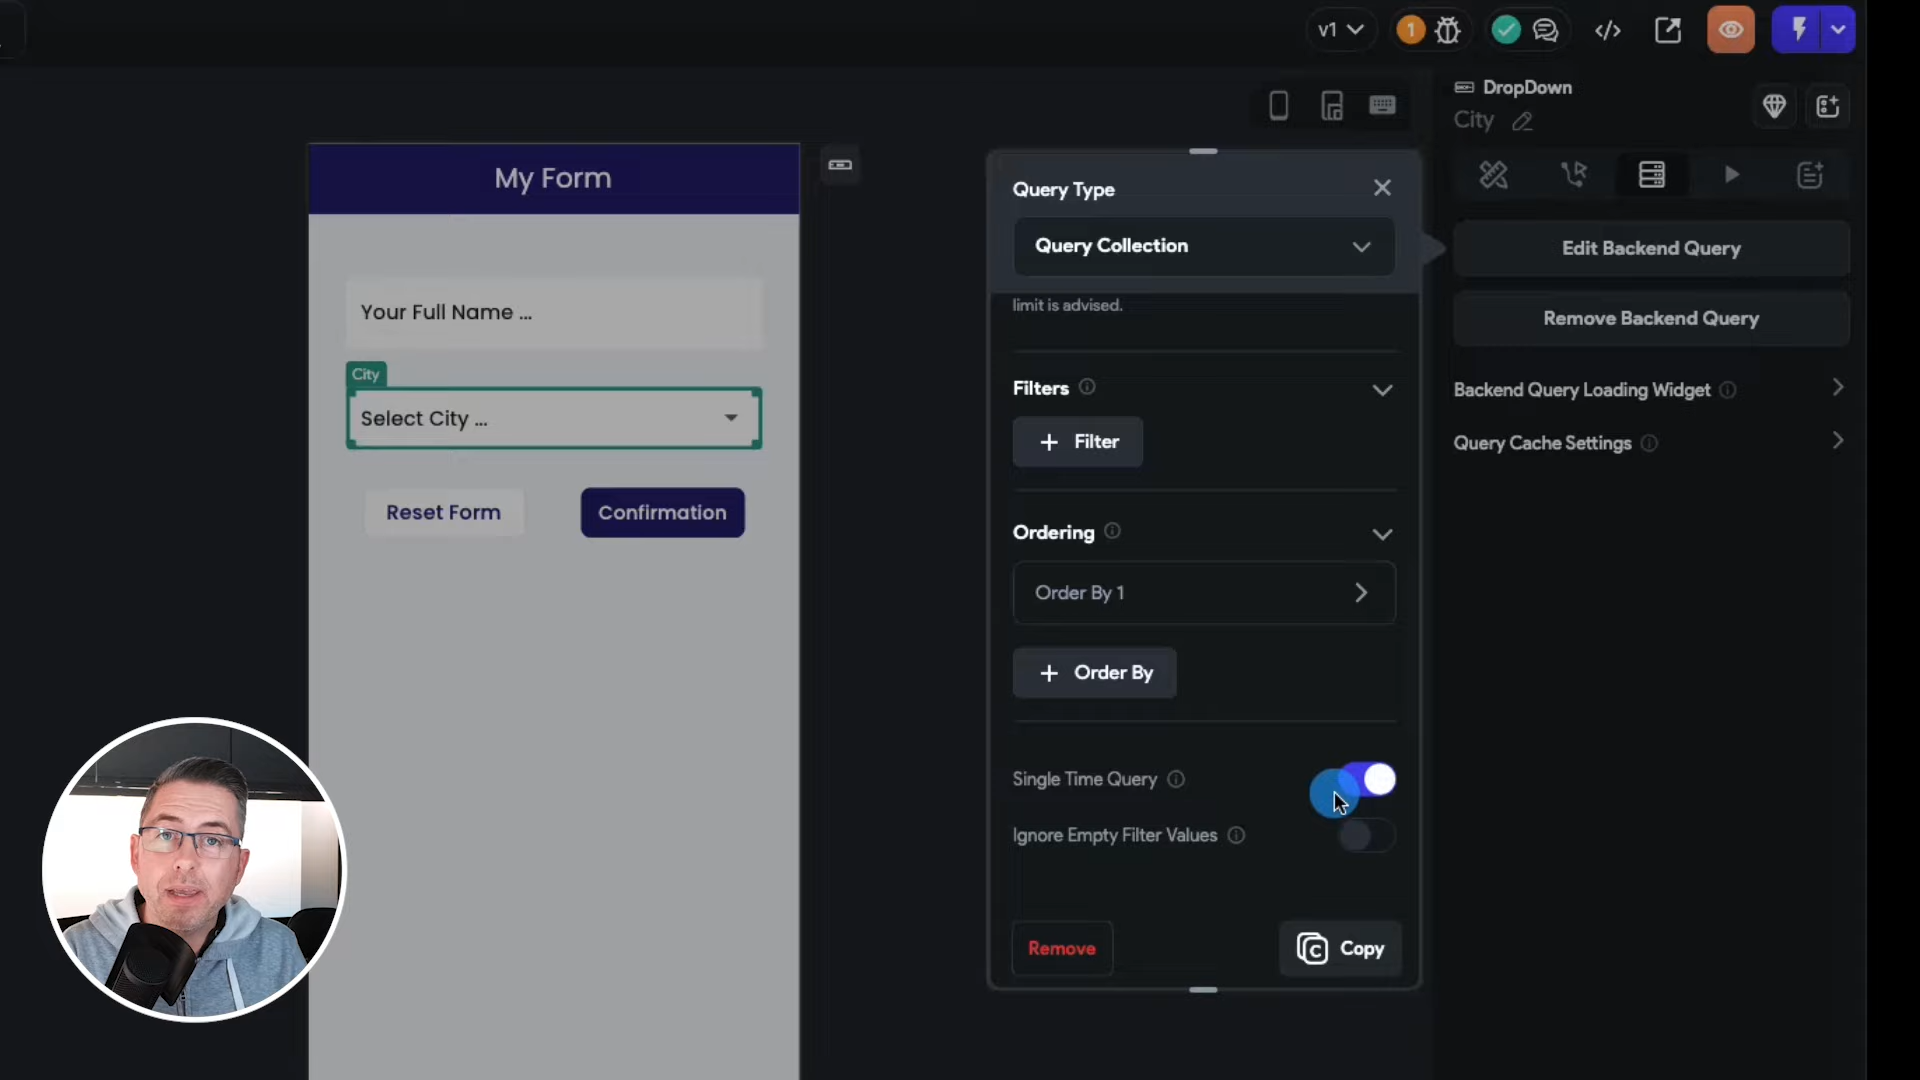 v1
1
DropDown
City
My Form
Query Type
Query Collection
Edit Backend Query
limit is advised.
Your Full Name ...
Remove Backend Query
City
Filters
Backend Query Loading Widget
Select City ...
Filter
Query Cache Settings
Reset Form
Confirmation
Ordering
Order By 1
Order By
Single Time Query
Ignore Empty Filter Values
Remove
Copy